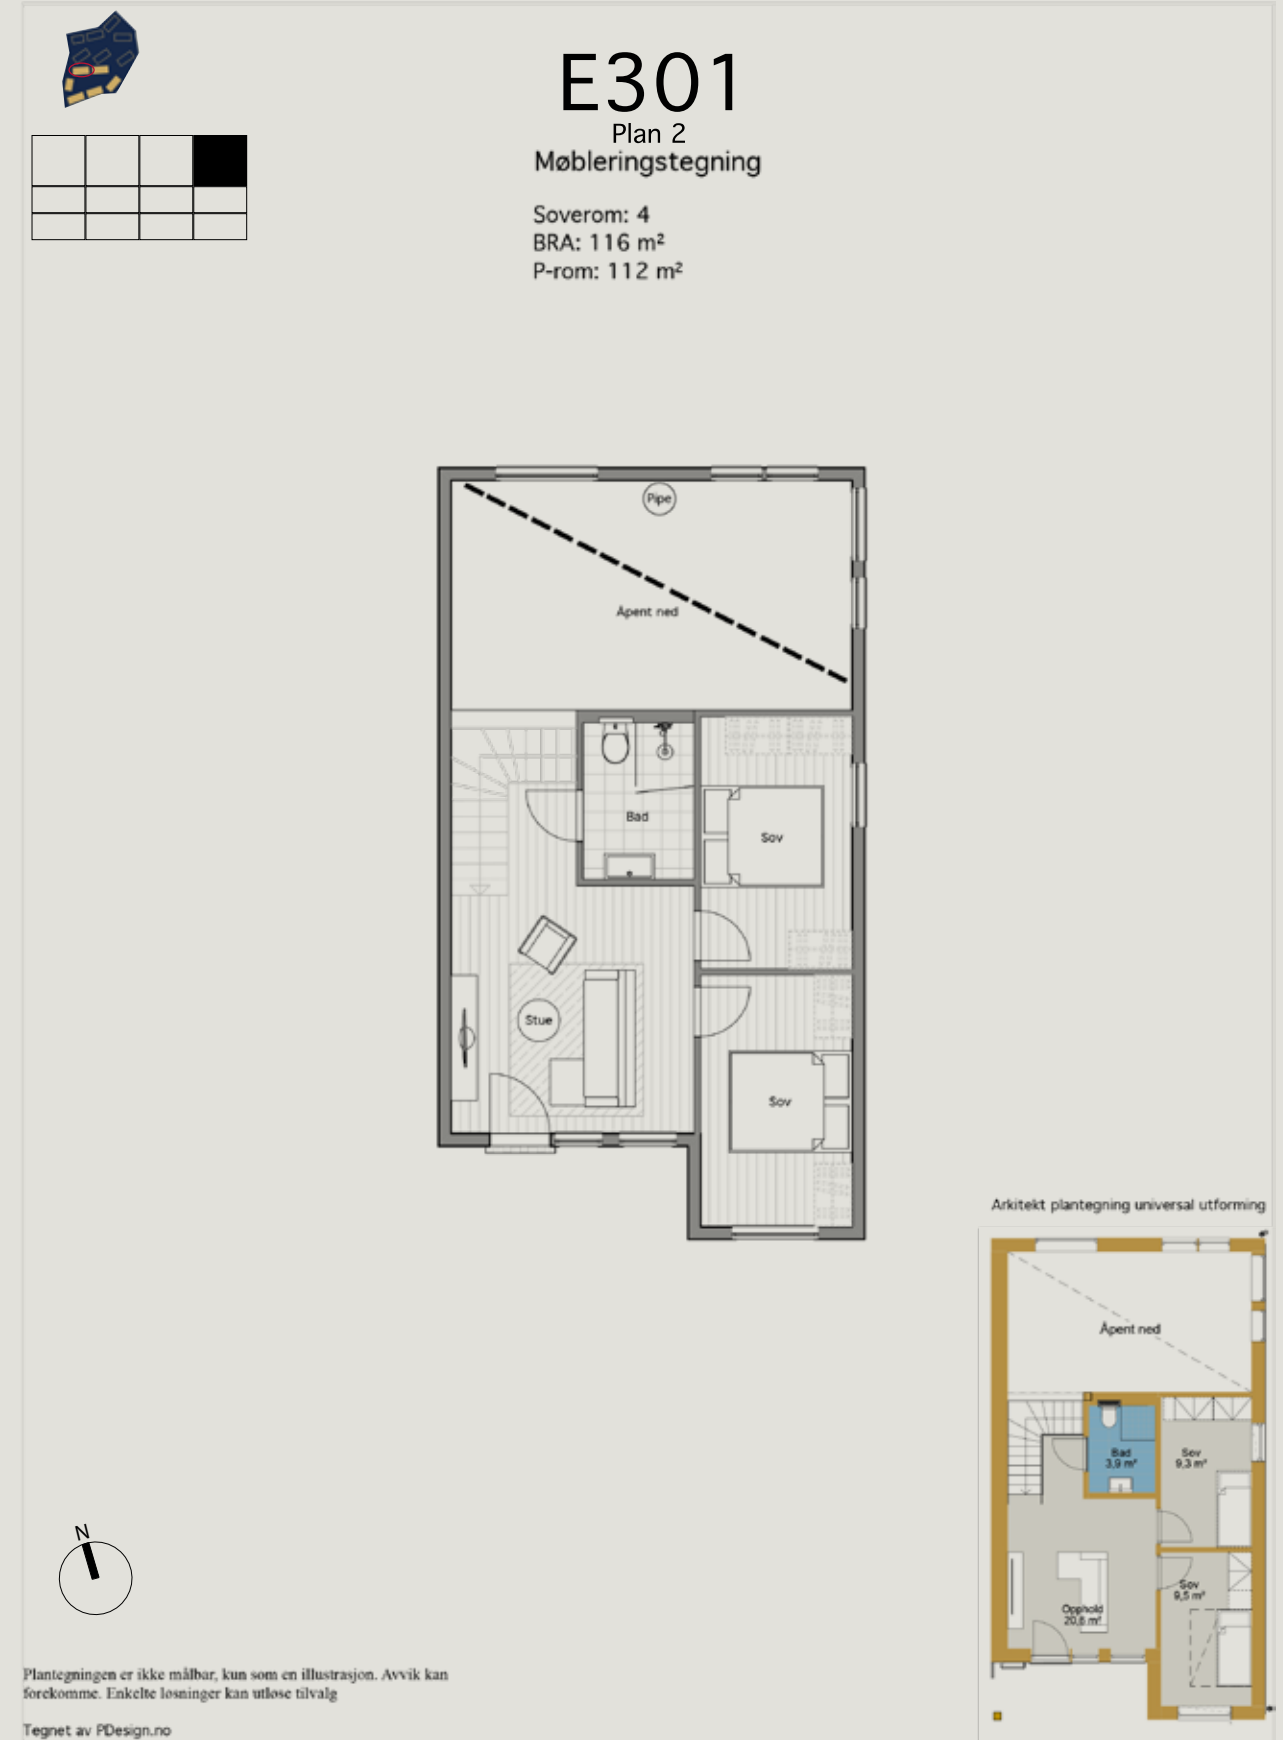 E301
Plan 2
Møbleringstegning
Soverom: 4
BRA: 116 m²
P-rom: 112 m²
Pipe
Åpent ned
Bad
Sov
Stue
Sov
Arkitekt plantegning universal utforming
Åpent ned
Bad
3,9 m²
Sov
9,3 m²
Sov
9,5 m²
Opphold
20,6 m²
N
Plantegningen er ikke målbar, kun som en illustrasjon. Avvik kan
forekomme. Enkelte løsninger kan utløse tilvalg
Tegnet av PDesign.no